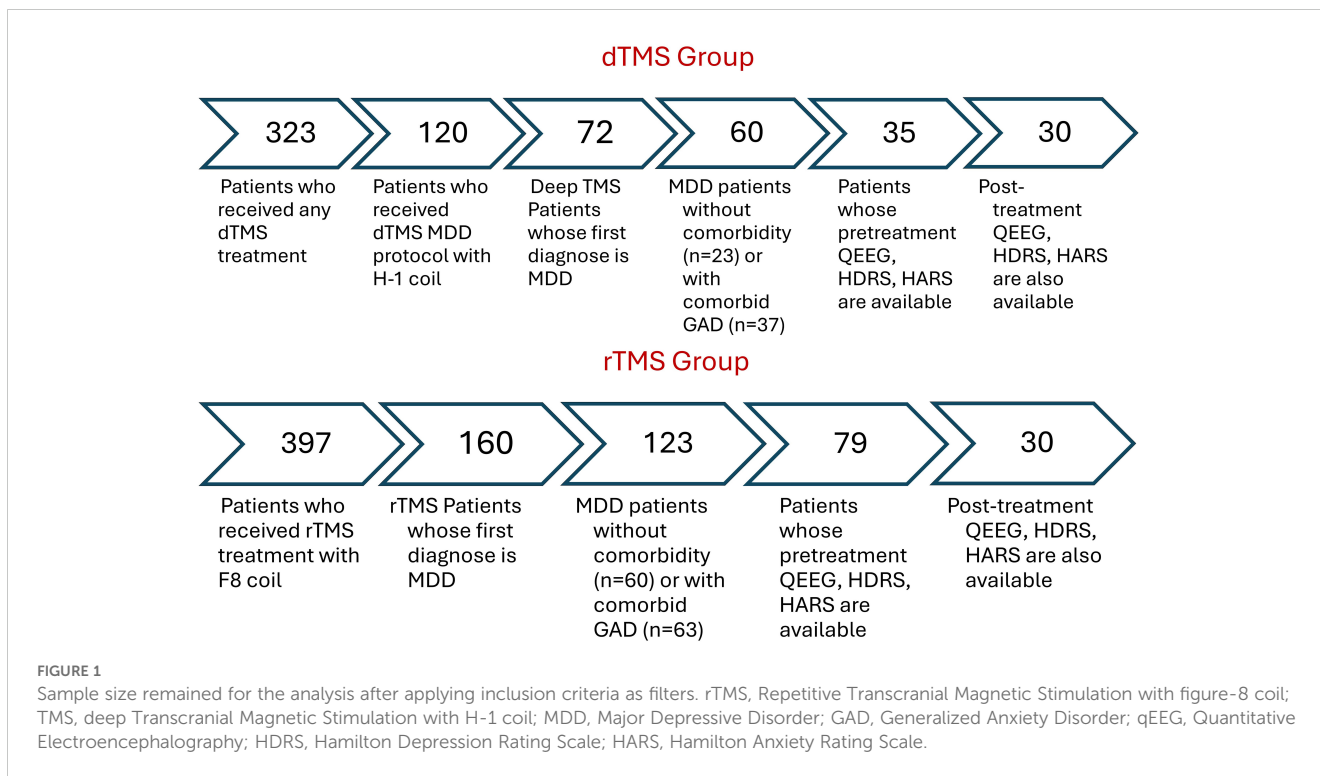 dTMS Group
323
120
72
60
35
30
Patients who
received any
dTMS
treatment
Patients who
received
dTMS MDD
protocol with
H-1 coil
Deep TMS
Patients
whose first
diagnose is
MDD
MDD patients
without
comorbidity
(n=23) or
with
comorbid
GAD (n=37)
Patients
whose
pretreatment
QEEG,
HDRS, HARS
are available
Post-
treatment
QEEG,
HDRS, HARS
are also
available
rTMS Group
397
160
123
79
30
Patients who
received rTMS
treatment with
F8 coil
rTMS Patients
whose first
diagnose is
MDD
MDD patients
without
comorbidity
(n=60) or with
comorbid
GAD (n=63)
Patients
whose
pretreatment
QEEG, HDRS,
HARS are
available
Post-treatment
QEEG, HDRS,
HARS are also
available
FIGURE 1
Sample size remained for the analysis after applying inclusion criteria as filters. rTMS, Repetitive Transcranial Magnetic Stimulation with figure-8 coil;
TMS, deep Transcranial Magnetic Stimulation with H-1 coil; MDD, Major Depressive Disorder; GAD, Generalized Anxiety Disorder; qEEG, Quantitative
Electroencephalography; HDRS, Hamilton Depression Rating Scale; HARS, Hamilton Anxiety Rating Scale.